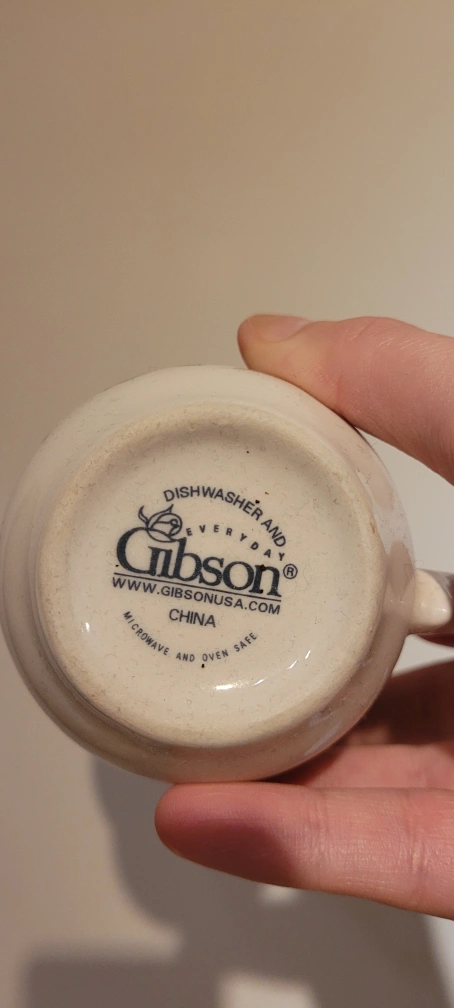 DISHWASHER AND
EVERYDAY
Gibson®
WWW.GIBSONUSA.COM
CHINA
MICROWAVE AND OVEN SAFE